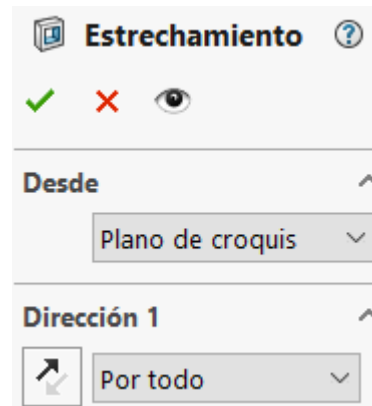 Estrechamiento
Desde
Plano de croquis
Dirección 1
Por todo